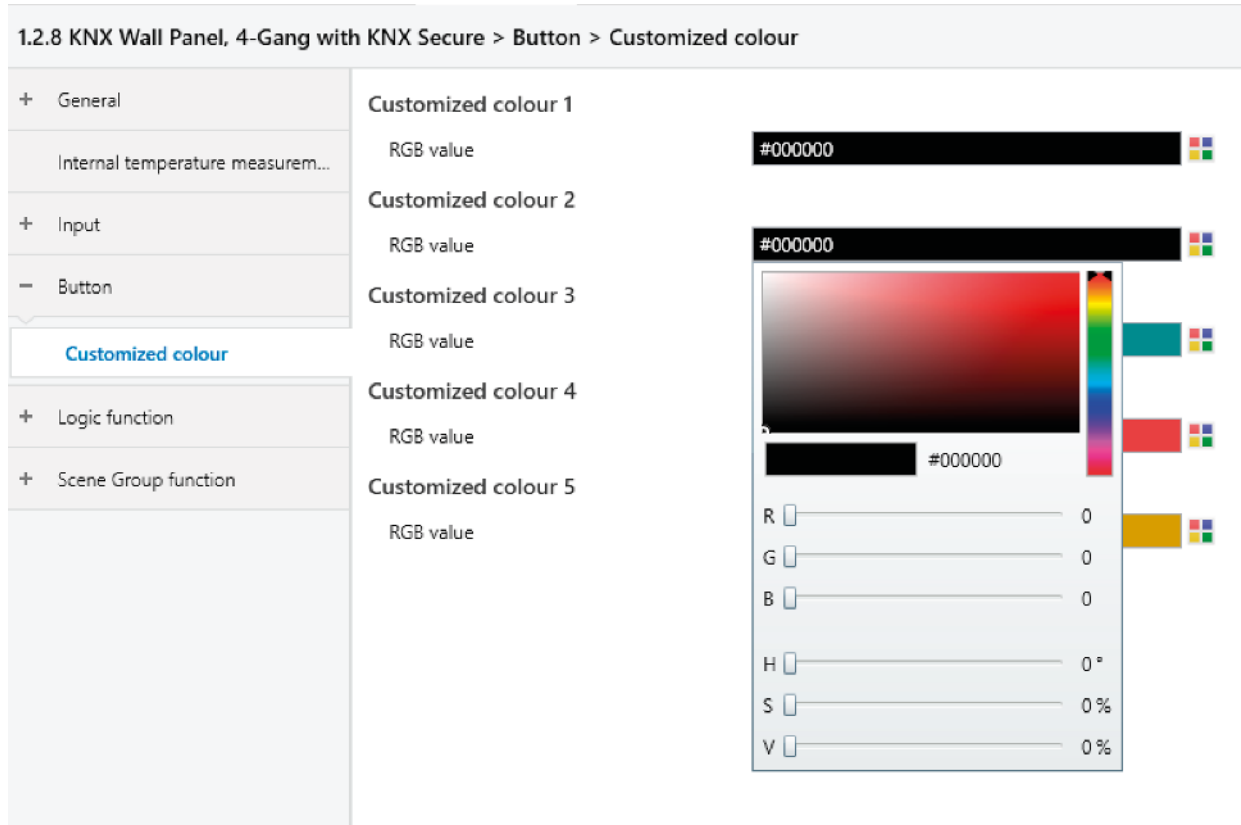 1.2.8 KNX Wall Panel, 4-Gang with KNX Secure > Button > Customized colour
+ General
Internal temperature measurem...
+ Input
− Button
Customized colour
+ Logic function
+ Scene Group function
Customized colour 1
RGB value #000000
Customized colour 2
RGB value #000000
Customized colour 3
RGB value
Customized colour 4
RGB value
Customized colour 5
RGB value
#000000
R 0
G 0
B 0
H 0°
S 0%
V 0%